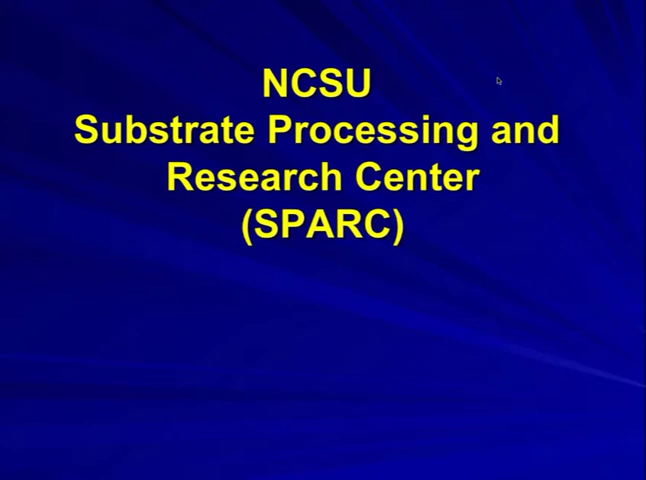 NCSU
Substrate Processing and
Research Center
(SPARC)